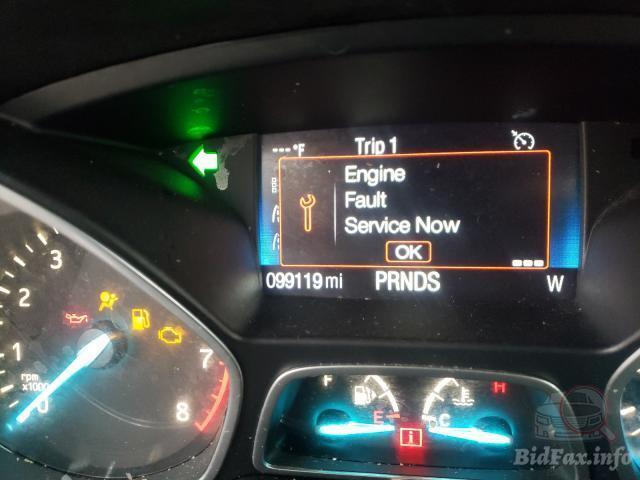 ---°F Trip 1
Engine
Fault
Service Now
OK
099119 mi PRNDS W
3
2
1
0
rpm
x1000
7
8
F H
E C
i
BidFax.info